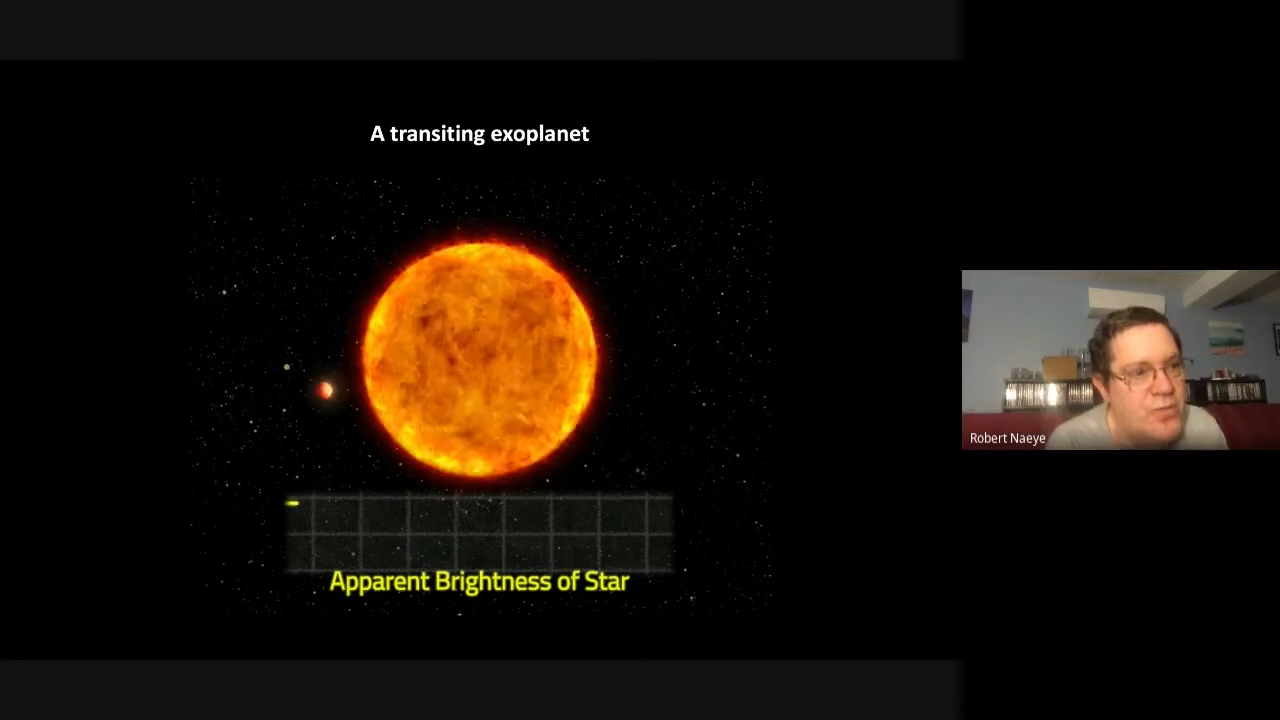 A transiting exoplanet
Apparent Brightness of Star
Robert Naeye